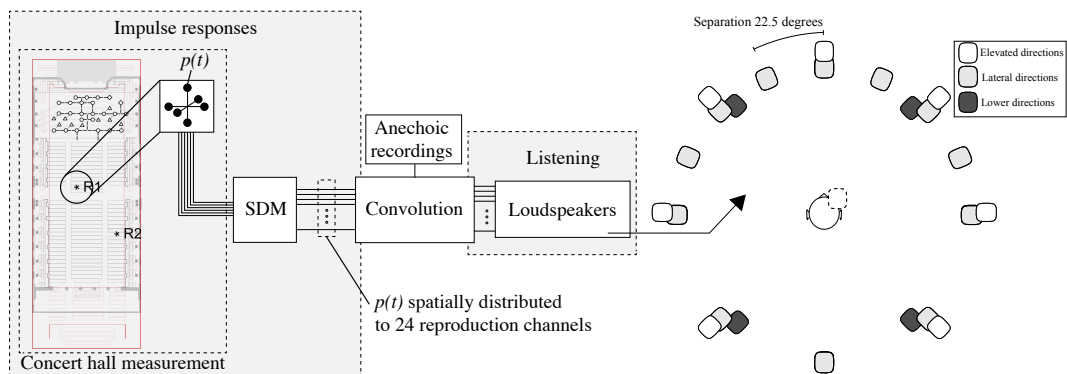 Impulse responses
p(t)
R1
R2
Concert hall measurement
SDM
Anechoic
recordings
Convolution
Listening
Loudspeakers
p(t) spatially distributed
to 24 reproduction channels
Separation 22.5 degrees
Elevated directions
Lateral directions
Lower directions